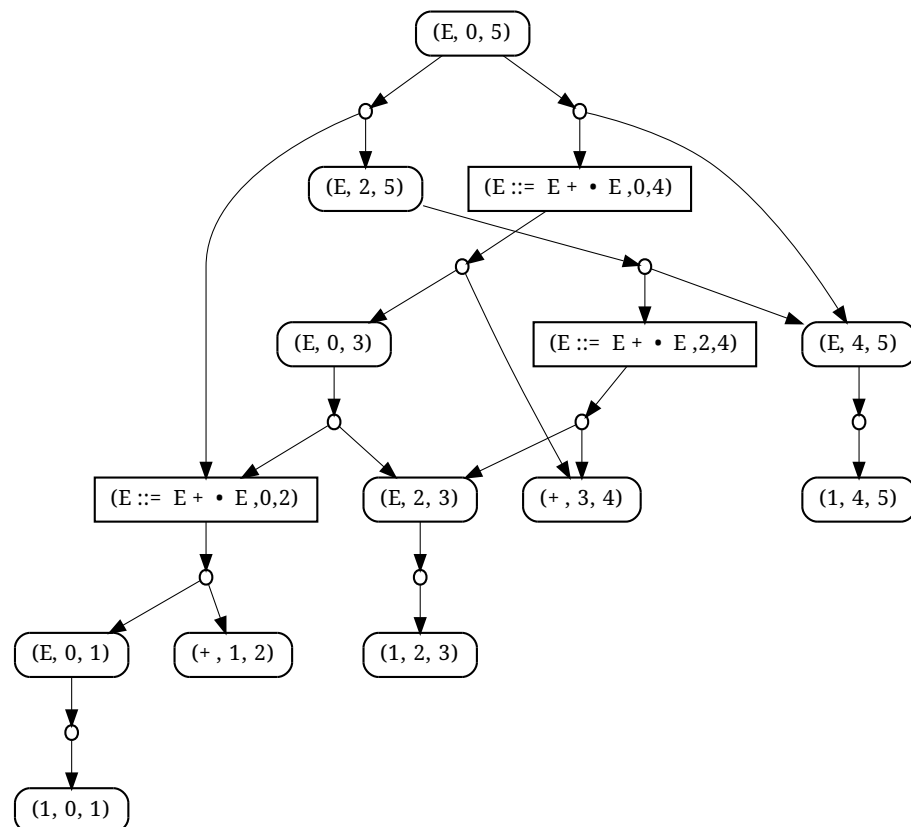 (E, 0, 5)
(E, 2, 5)
(E ::= E + • E ,0,4)
(E, 0, 3)
(E ::= E + • E ,2,4)
(E, 4, 5)
(E ::= E + • E ,0,2)
(E, 2, 3)
(+ , 3, 4)
(1, 4, 5)
(E, 0, 1)
(+ , 1, 2)
(1, 2, 3)
(1, 0, 1)